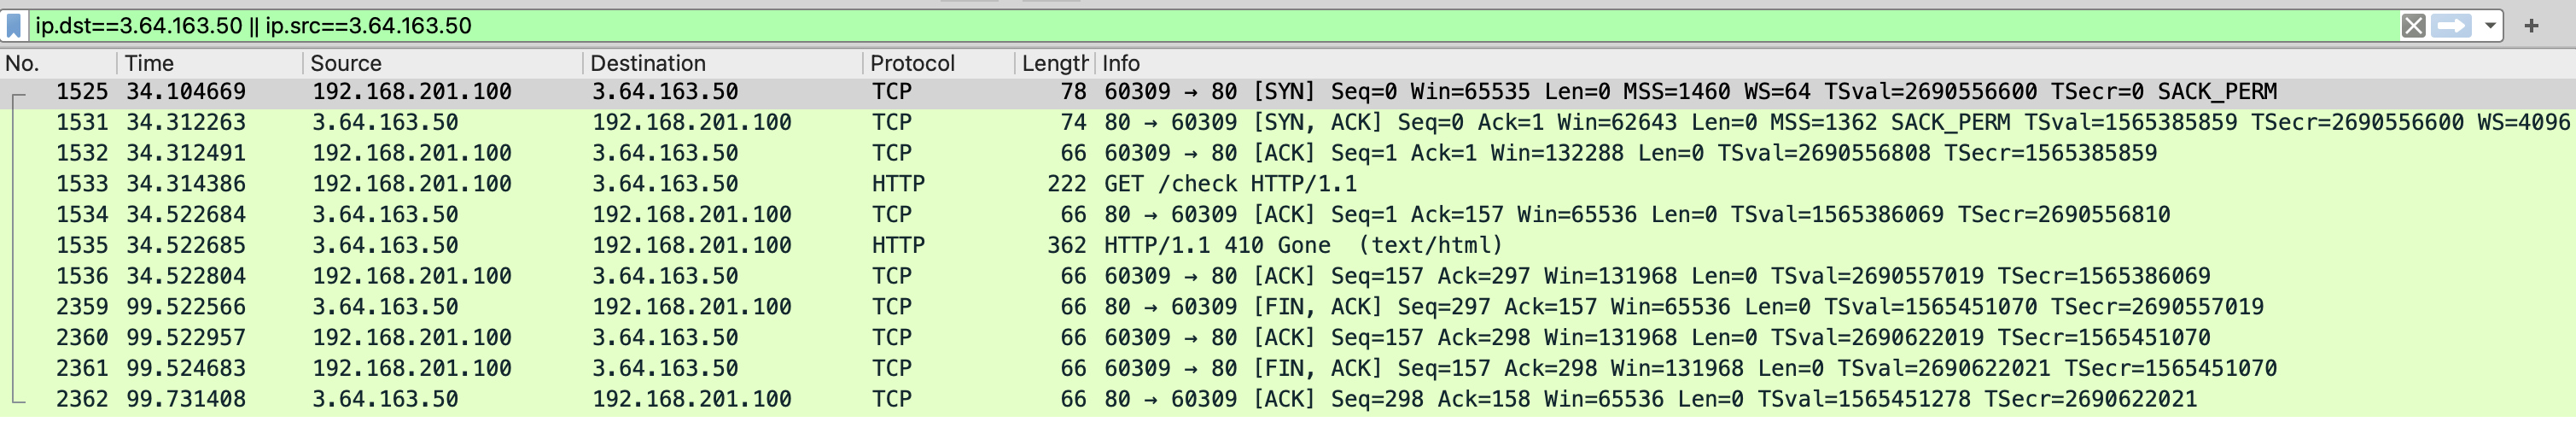 ip.dst==3.64.163.50 || ip.src==3.64.163.50
No. Time Source Destination Protocol Length Info
1525 34.104669 192.168.201.100 3.64.163.50 TCP 78 60309 → 80 [SYN] Seq=0 Win=65535 Len=0 MSS=1460 WS=64 TSval=2690556600 TSecr=0 SACK_PERM
1531 34.312263 3.64.163.50 192.168.201.100 TCP 74 80 → 60309 [SYN, ACK] Seq=0 Ack=1 Win=62643 Len=0 MSS=1362 SACK_PERM TSval=1565385859 TSecr=2690556600 WS=4096
1532 34.312491 192.168.201.100 3.64.163.50 TCP 66 60309 → 80 [ACK] Seq=1 Ack=1 Win=132288 Len=0 TSval=2690556808 TSecr=1565385859
1533 34.314386 192.168.201.100 3.64.163.50 HTTP 222 GET /check HTTP/1.1
1534 34.522684 3.64.163.50 192.168.201.100 TCP 66 80 → 60309 [ACK] Seq=1 Ack=157 Win=65536 Len=0 TSval=1565386069 TSecr=2690556810
1535 34.522685 3.64.163.50 192.168.201.100 HTTP 362 HTTP/1.1 410 Gone (text/html)
1536 34.522804 192.168.201.100 3.64.163.50 TCP 66 60309 → 80 [ACK] Seq=157 Ack=297 Win=131968 Len=0 TSval=2690557019 TSecr=1565386069
2359 99.522566 3.64.163.50 192.168.201.100 TCP 66 80 → 60309 [FIN, ACK] Seq=297 Ack=157 Win=65536 Len=0 TSval=1565451070 TSecr=2690557019
2360 99.522957 192.168.201.100 3.64.163.50 TCP 66 60309 → 80 [ACK] Seq=157 Ack=298 Win=131968 Len=0 TSval=2690622019 TSecr=1565451070
2361 99.524683 192.168.201.100 3.64.163.50 TCP 66 60309 → 80 [FIN, ACK] Seq=157 Ack=298 Win=131968 Len=0 TSval=2690622021 TSecr=1565451070
2362 99.731408 3.64.163.50 192.168.201.100 TCP 66 80 → 60309 [ACK] Seq=298 Ack=158 Win=65536 Len=0 TSval=1565451278 TSecr=2690622021